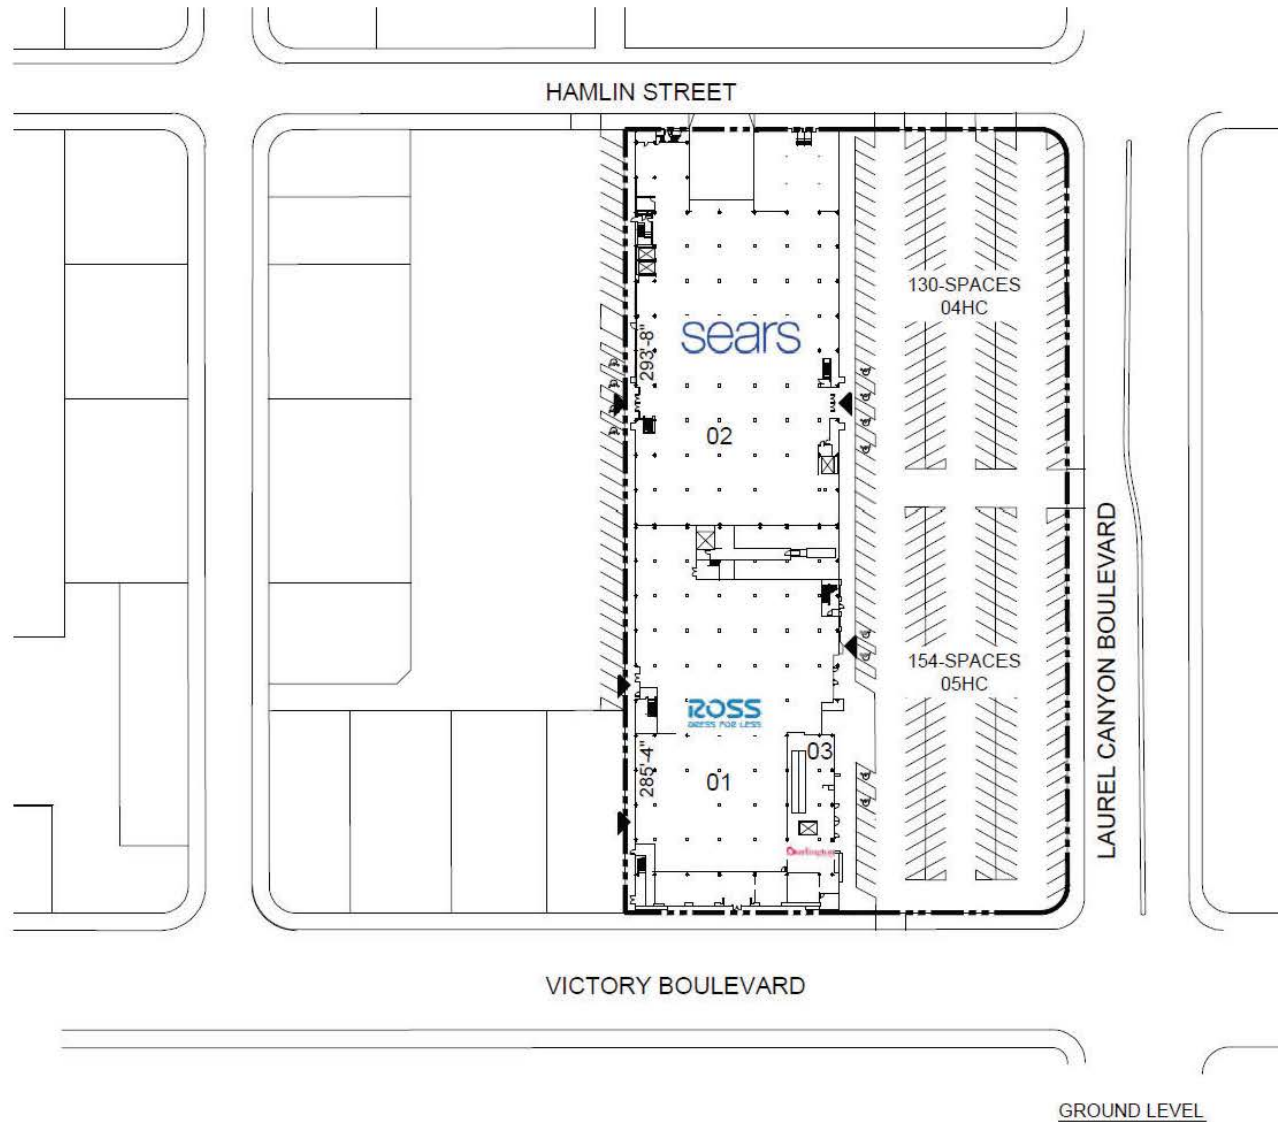 HAMLIN STREET
130-SPACES
04HC
sears
293'-8"
02
LAUREL CANYON BOULEVARD
154-SPACES
05HC
ROSS
DRESS FOR LESS
03
285'-4"
01
Burlington
VICTORY BOULEVARD
GROUND LEVEL